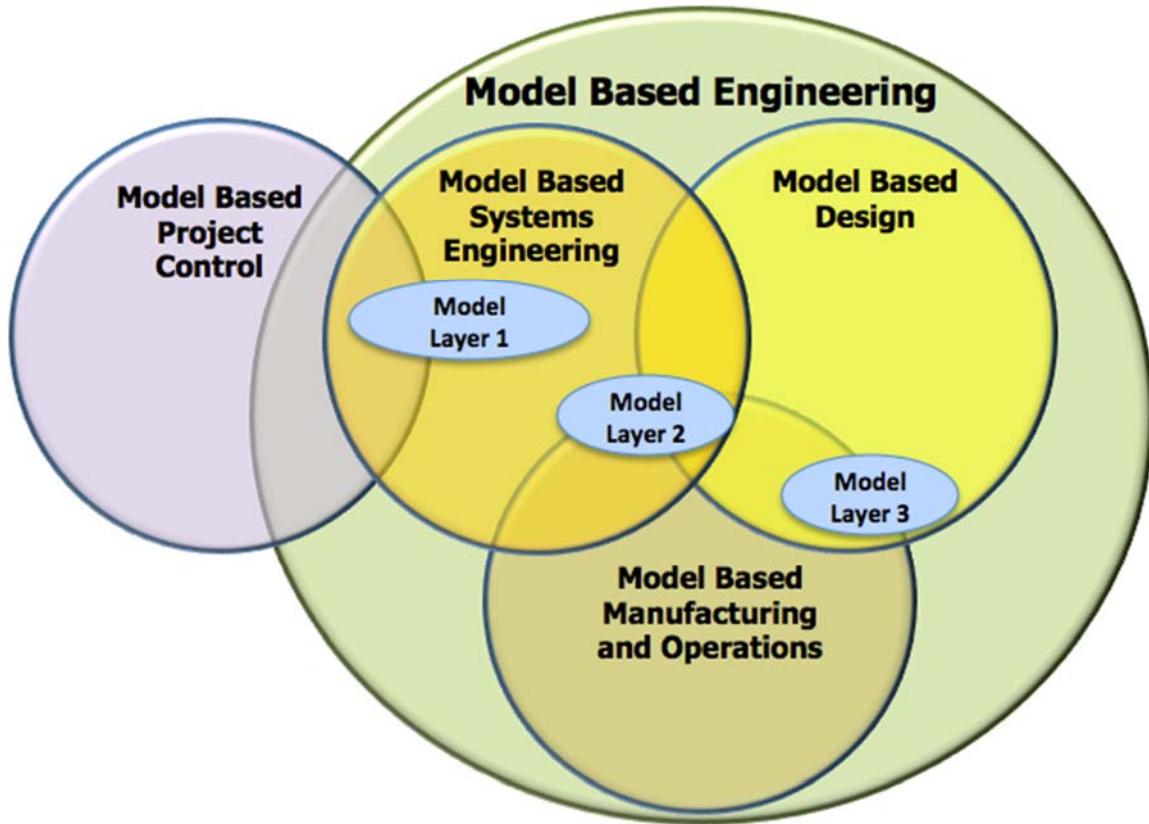 Model Based Engineering
Model Based
Project
Control
Model Based
Systems
Engineering
Model Based
Design
Model
Layer 1
Model
Layer 2
Model
Layer 3
Model Based
Manufacturing
and Operations